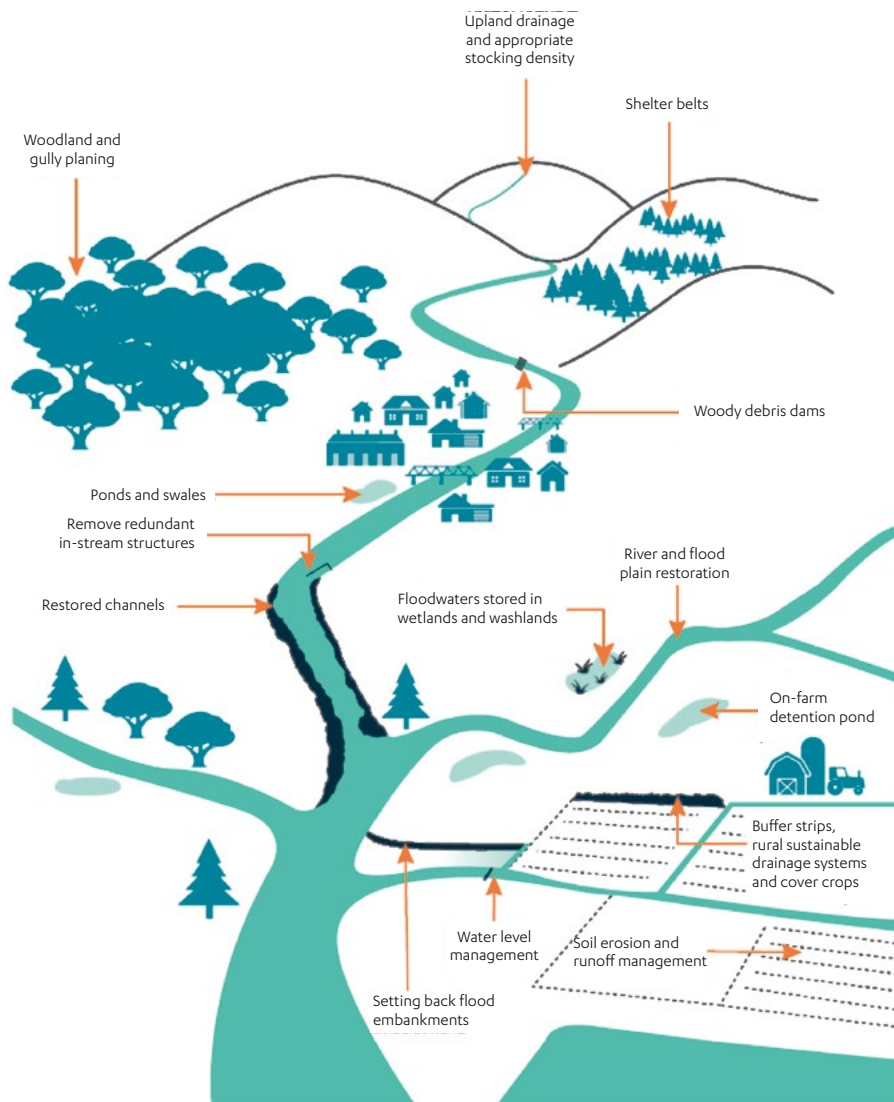 Upland drainage
and appropriate
stocking density
Shelter belts
Woodland and
gully planing
Woody debris dams
Ponds and swales
Remove redundant
in-stream structures
River and flood
plain restoration
Restored channels
Floodwaters stored in
wetlands and washlands
On-farm
detention pond
Buffer strips,
rural sustainable
drainage systems
and cover crops
Water level
management
Soil erosion and
runoff management
Setting back flood
embankments